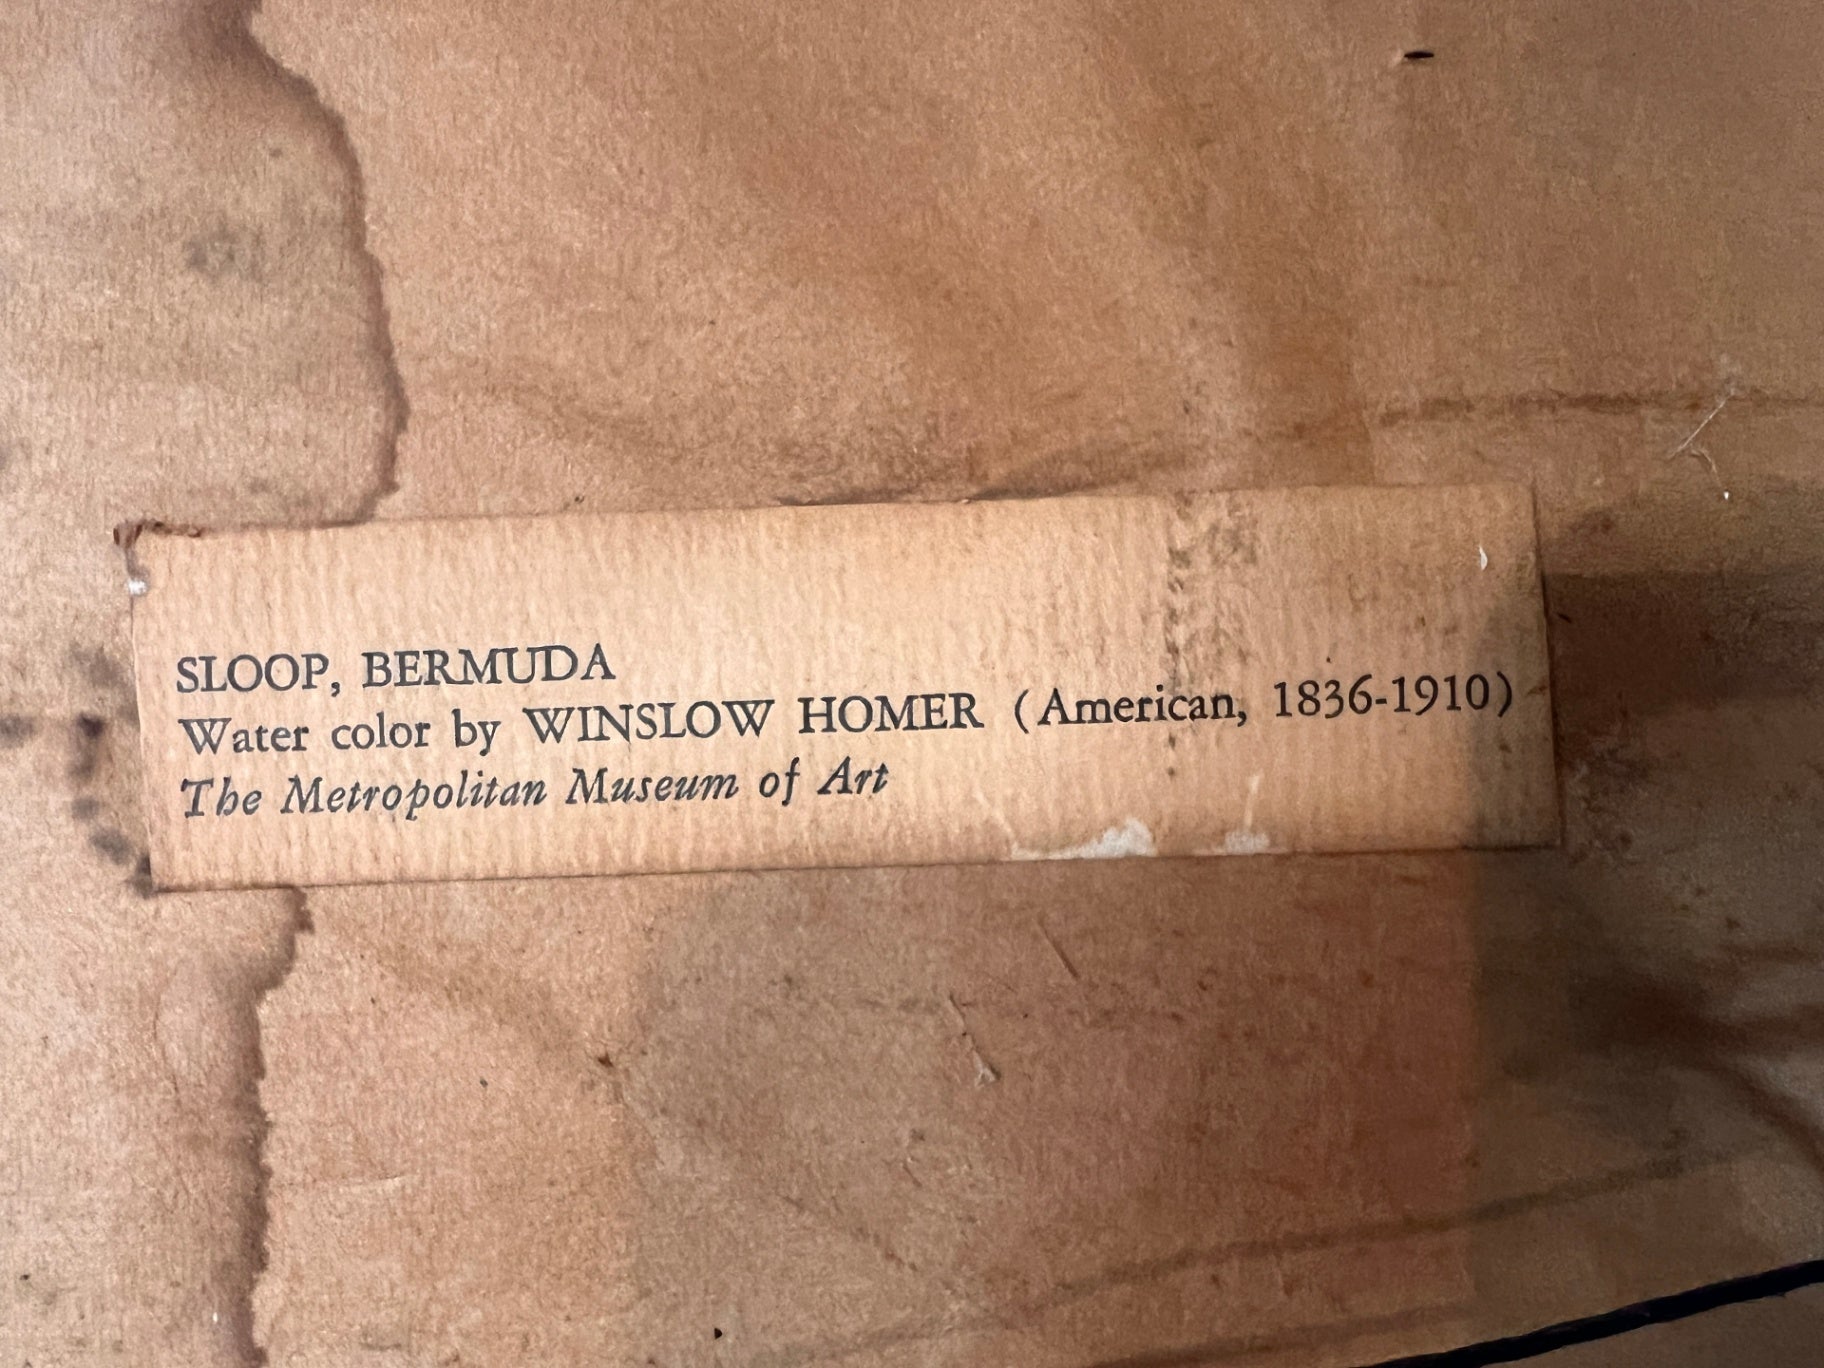 SLOOP, BERMUDA
Water color by WINSLOW HOMER (American, 1836-1910)
The Metropolitan Museum of Art